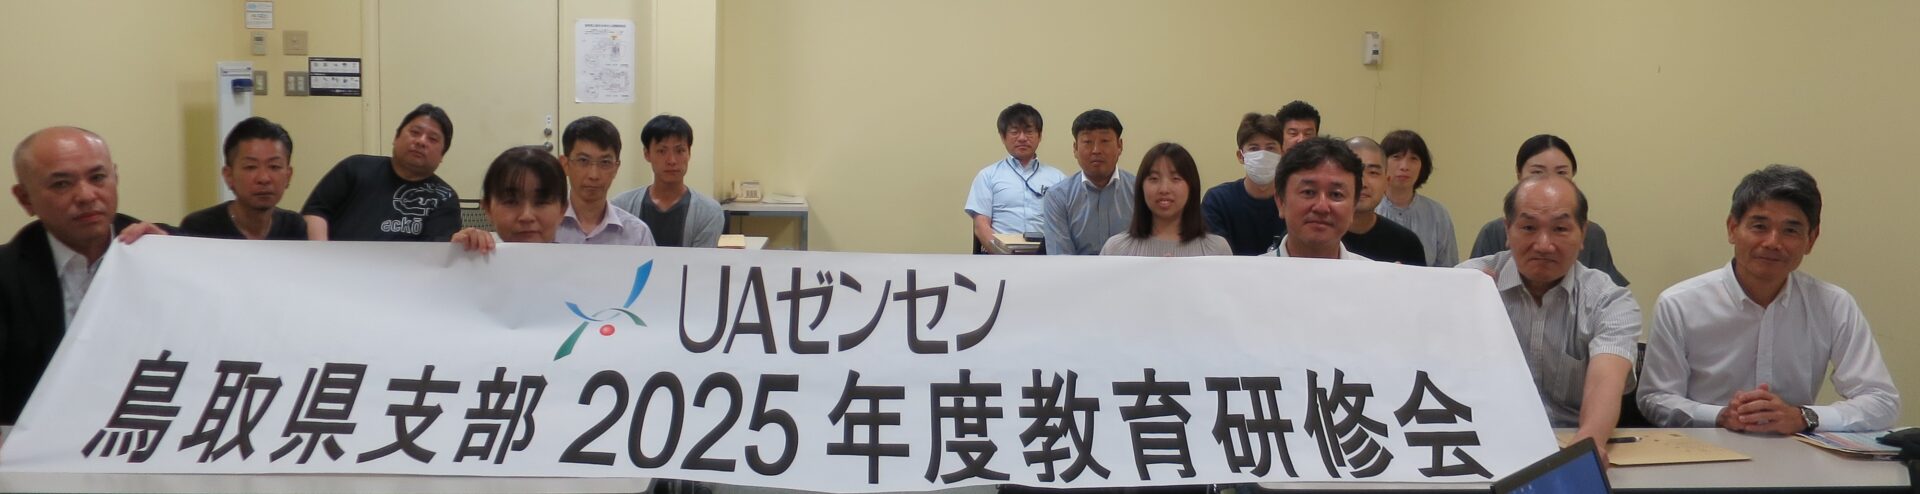 UAゼンセン
鳥取県支部 2025年度教育研修会
eckō